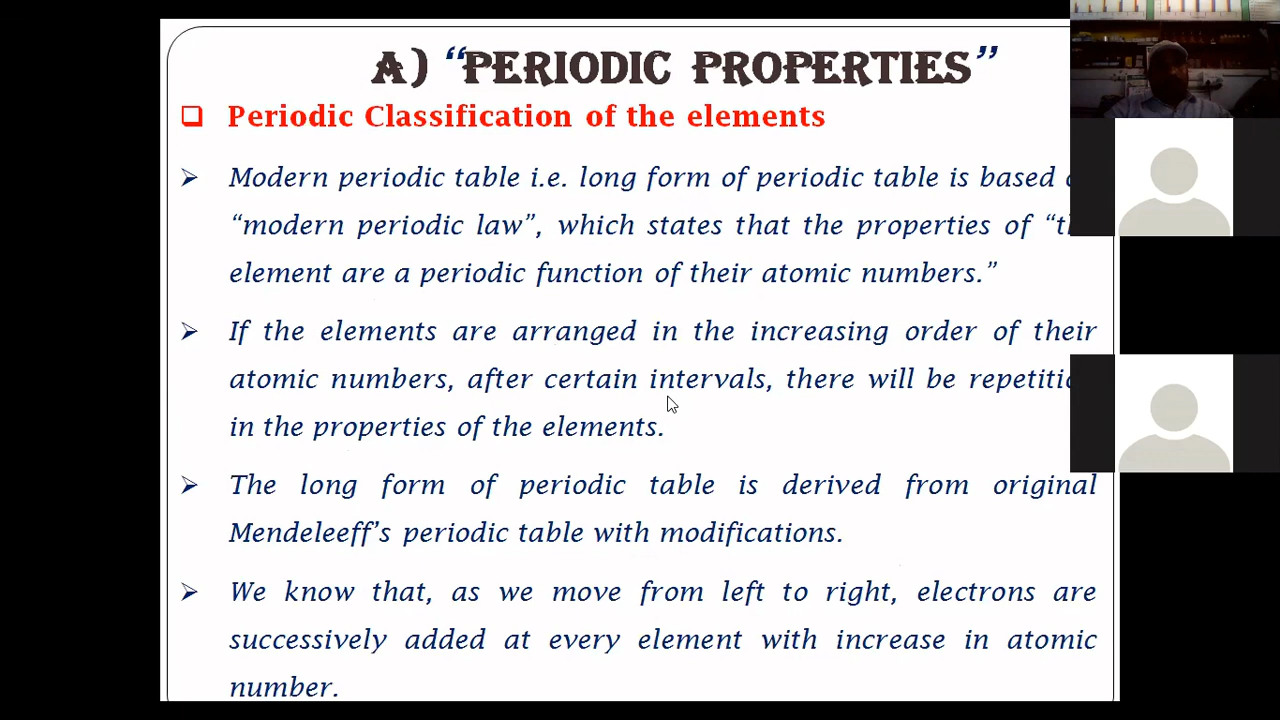 A) “PERIODIC PROPERTIES”
❑ Periodic Classification of the elements
➢ Modern periodic table i.e. long form of periodic table is based
“modern periodic law”, which states that the properties of
element are a periodic function of their atomic numbers.”
➢ If the elements are arranged in the increasing order of their
atomic numbers, after certain intervals, there will be
in the properties of the elements.
➢ The long form of periodic table is derived from original
Mendeleeff’s periodic table with modifications.
➢ We know that, as we move from left to right, electrons are
successively added at every element with increase in atomic
number.